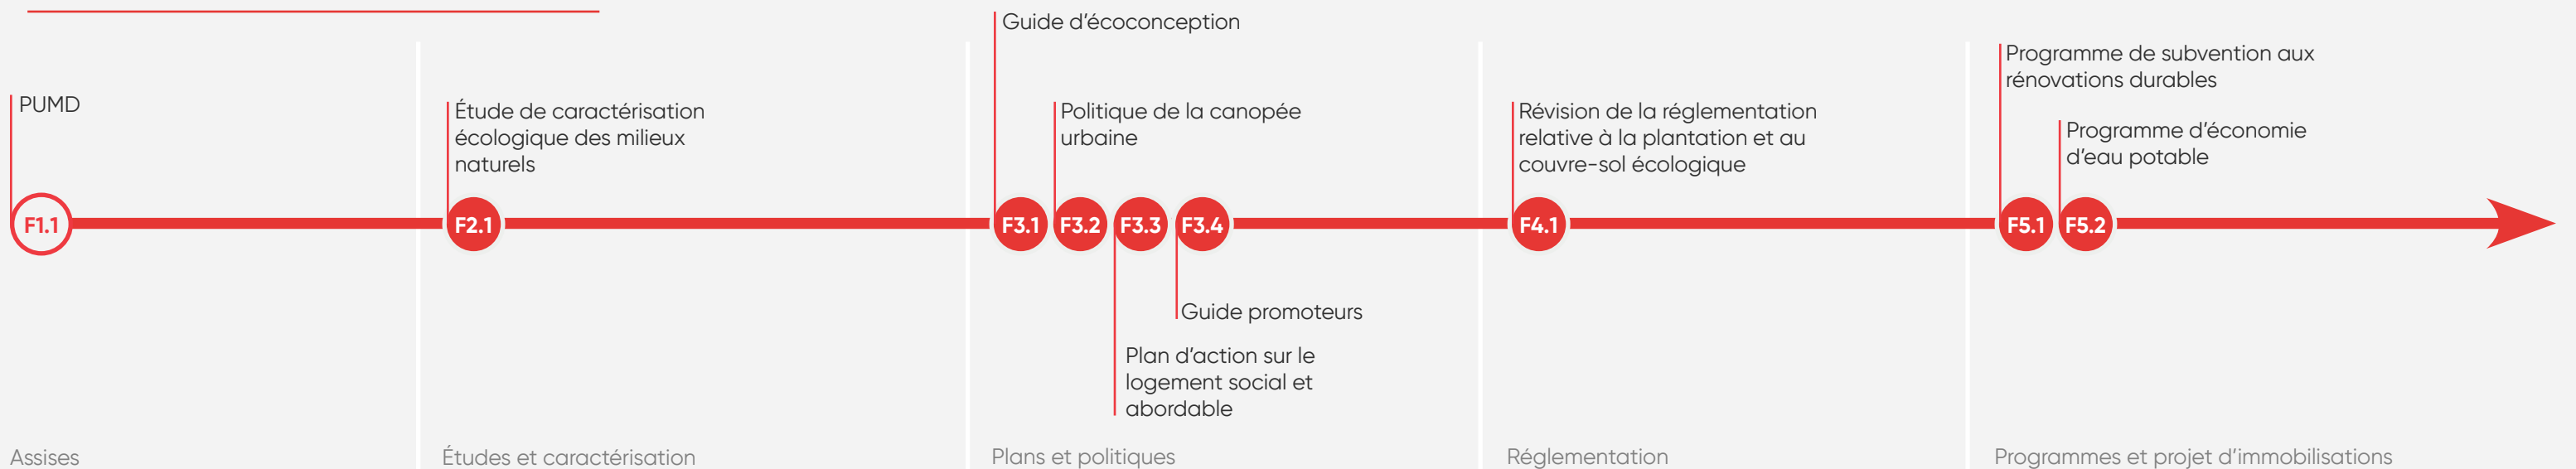 PUMD
F1.1
Assises
Étude de caractérisation
écologique des milieux
naturels
F2.1
Études et caractérisation
Guide d’écoconception
Politique de la canopée
urbaine
F3.1
F3.2
F3.3
F3.4
Guide promoteurs
Plan d’action sur le
logement social et
abordable
Plans et politiques
Révision de la réglementation
relative à la plantation et au
couvre-sol écologique
F4.1
Réglementation
Programme de subvention aux
rénovations durables
Programme d’économie
d’eau potable
F5.1
F5.2
Programmes et projet d’immobilisations